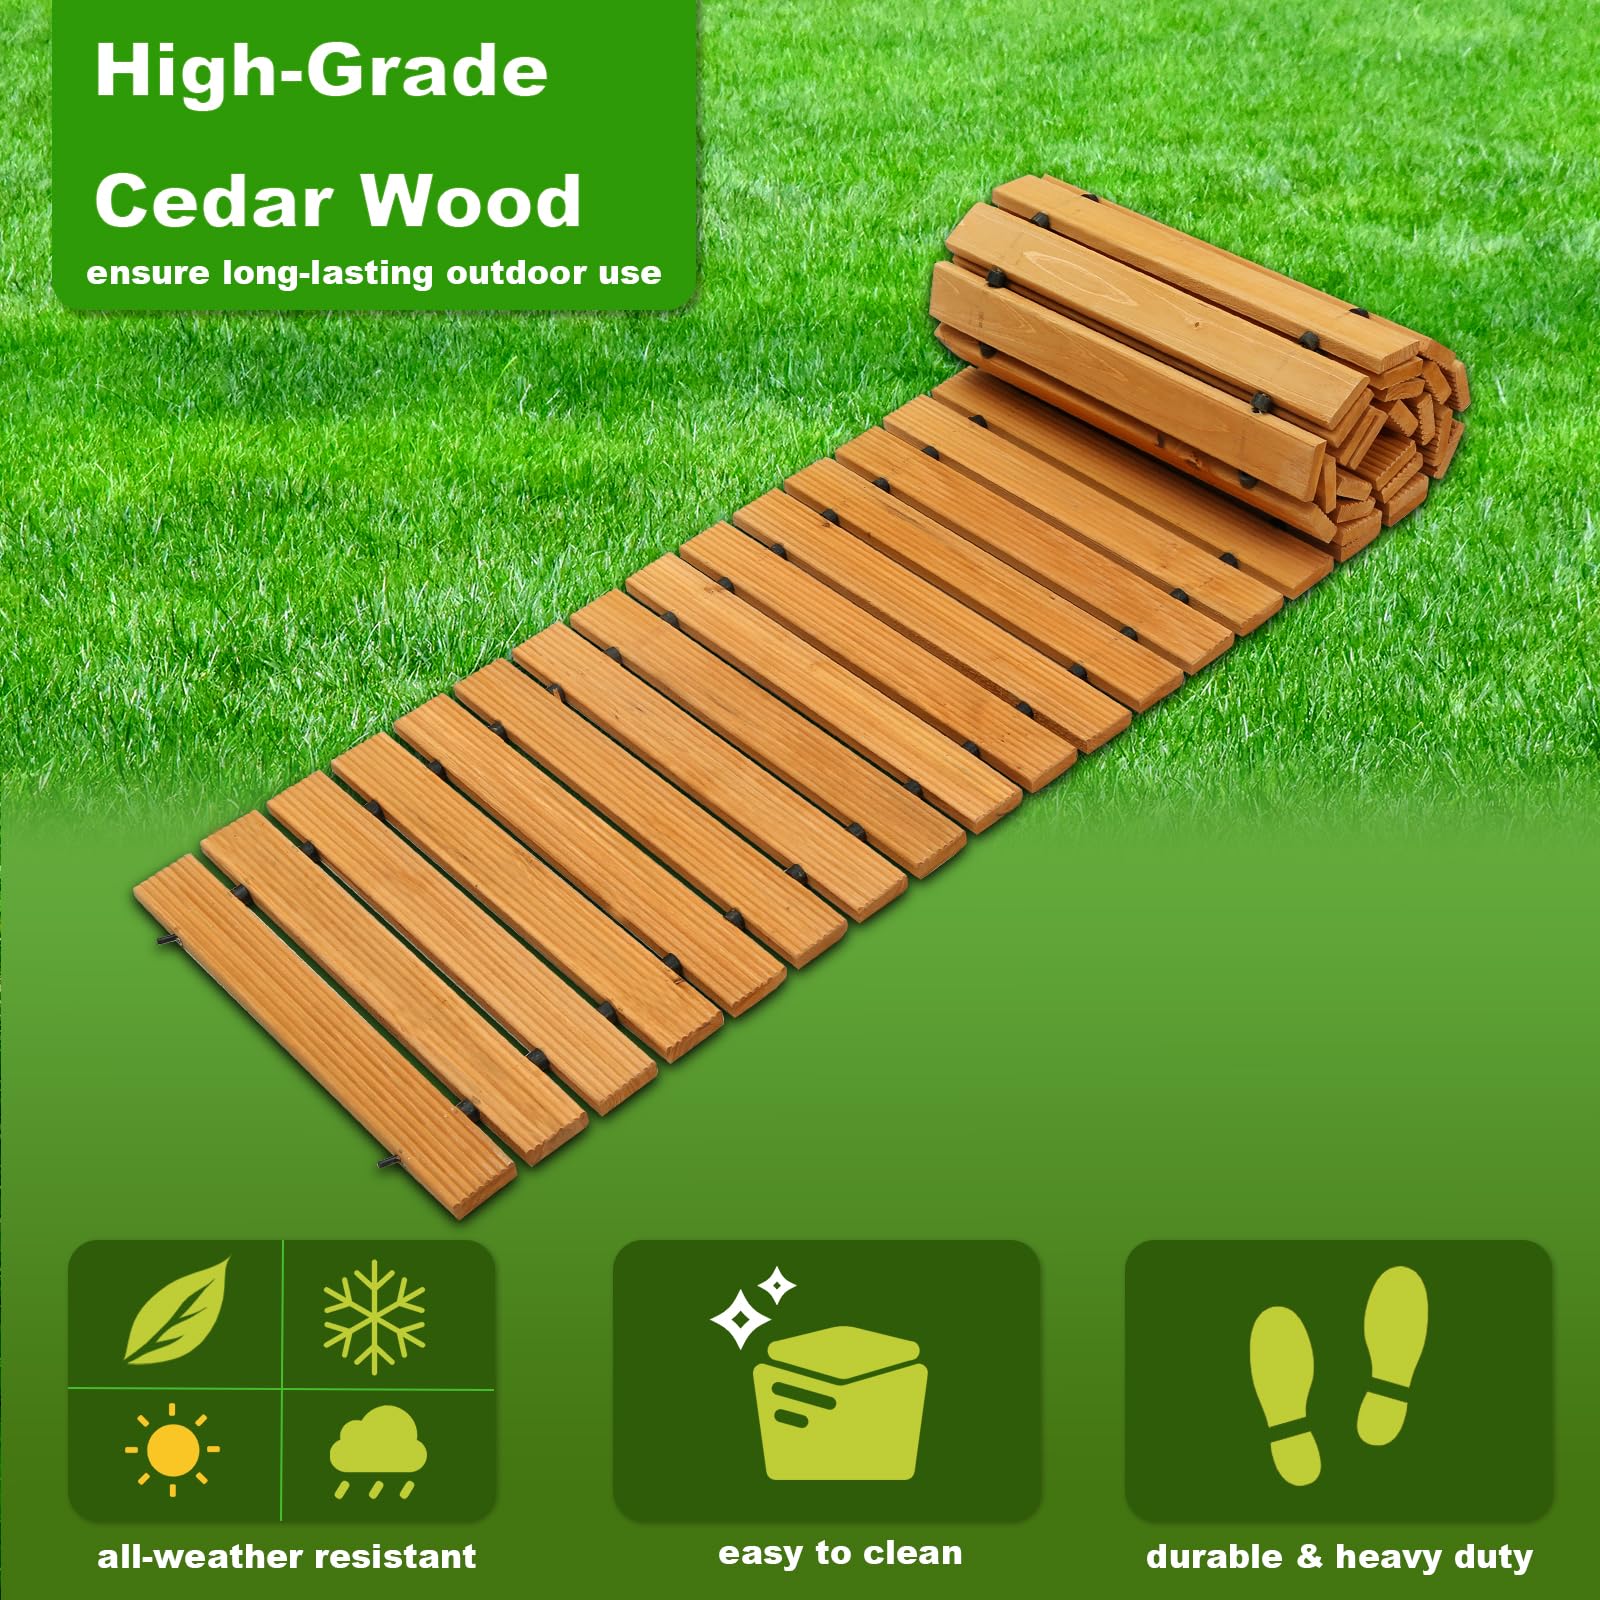 High-Grade
Cedar Wood
ensure long-lasting outdoor use
all-weather resistant
easy to clean
durable & heavy duty